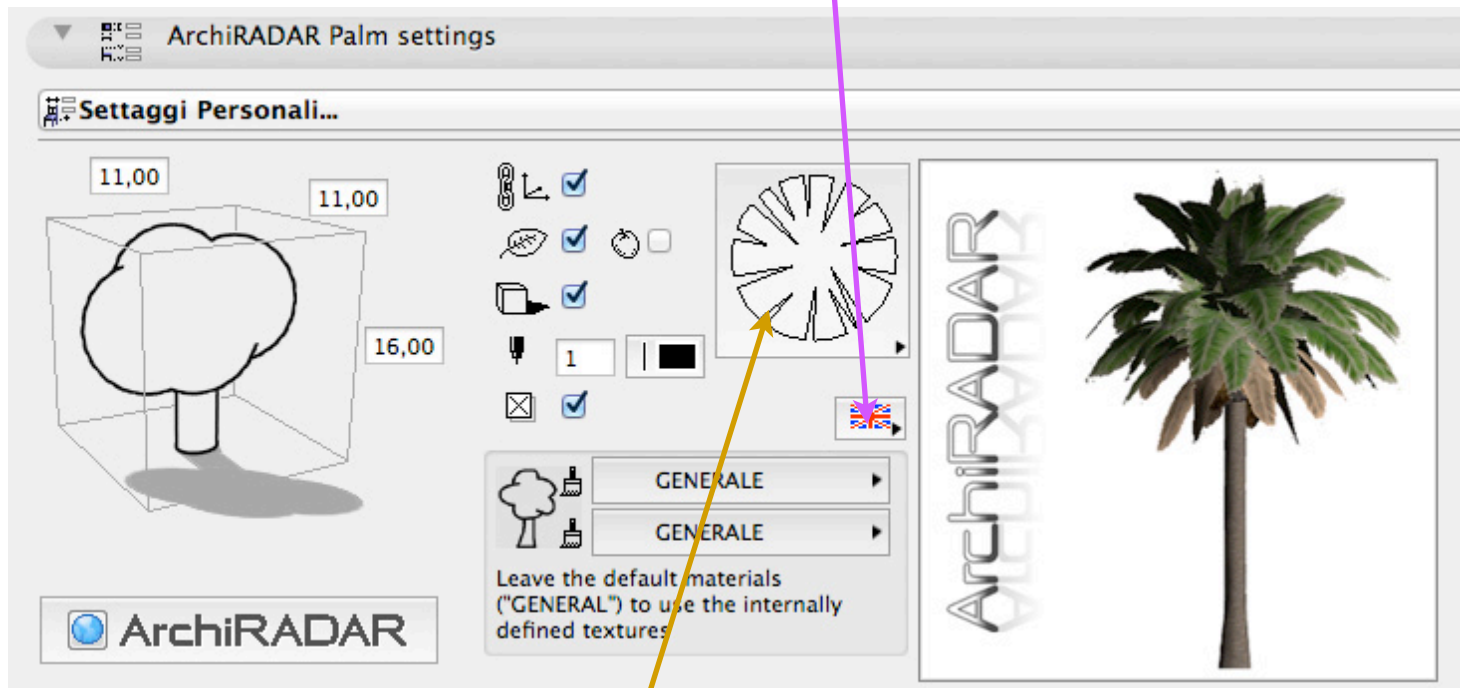 ArchiRADAR Palm settings
Settaggi Personali...
11,00
11,00
16,00
1
GENERALE
GENERALE
Leave the default materials
("GENERAL") to use the internally
defined textures
ArchiRADAR
ArchiRADAR